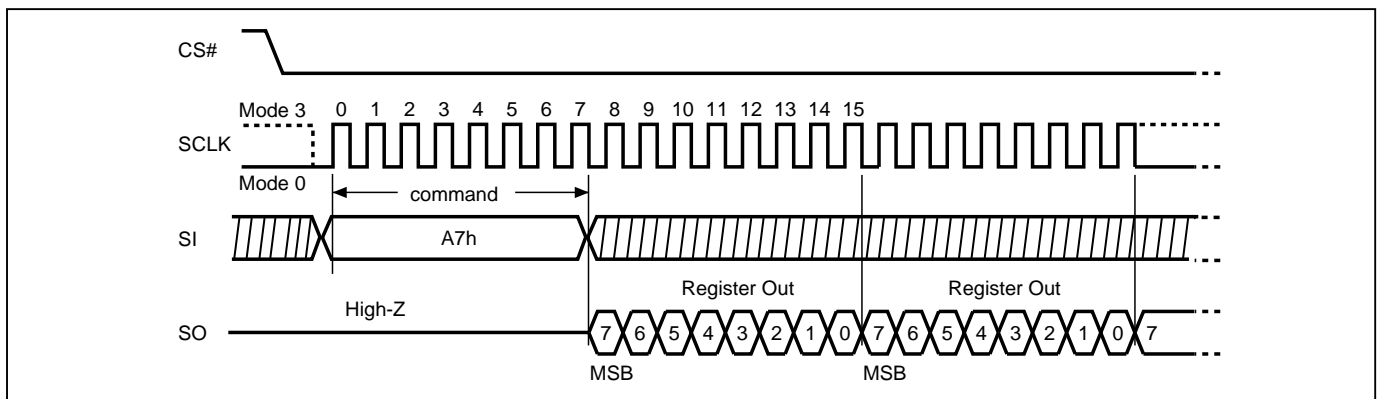 CS#
Mode 3 0 1 2 3 4 5 6 7 8 9 10 11 12 13 14 15
SCLK
Mode 0
command
SI A7h
High-Z Register Out Register Out
SO 7 6 5 4 3 2 1 0 7 6 5 4 3 2 1 0 7
MSB MSB